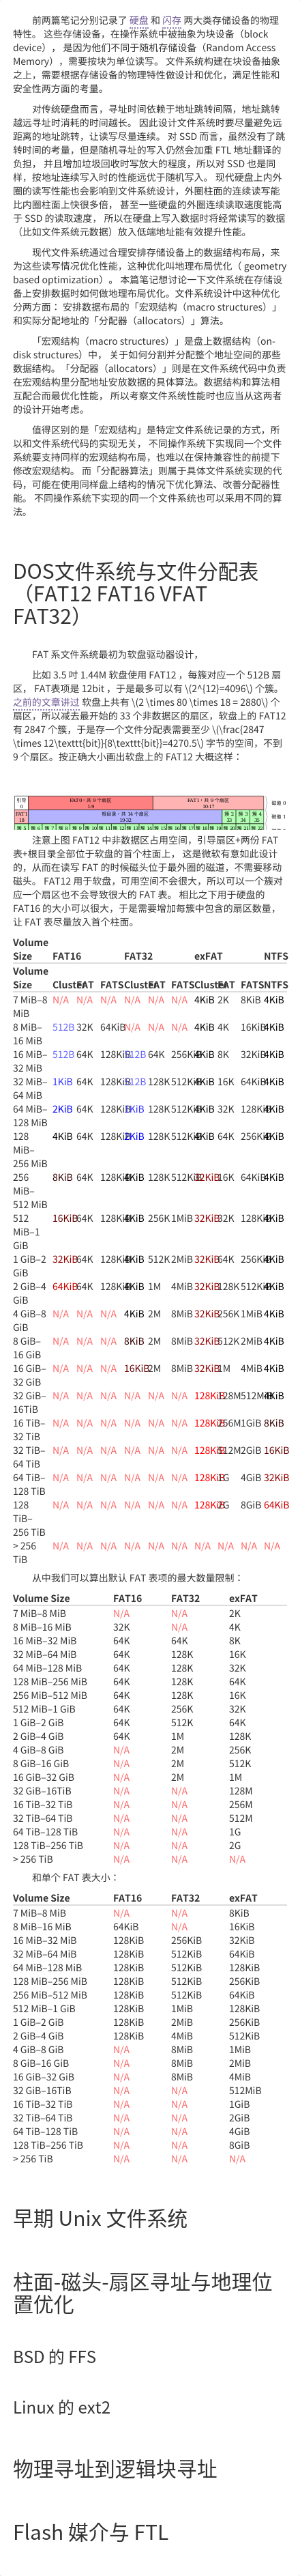 前两篇笔记分别记录了 硬盘 和 闪存 两大类存储设备的物理
特性。 这些存储设备，在操作系统中被抽象为块设备（block
device）， 是因为们不同于随机存储设备（Random Access
Memory），需要按块为单位读写。 文件系统构建在块设备抽象
之上，需要根据存储设备的物理特性做设计和优化，满足性能和
安全性两方面的考量。
对传统硬盘而言，寻址时间依赖于地址跳转间隔，地址跳转
越远寻址时消耗的时间越长。 因此设计文件系统时要尽量避免远
距离的地址跳转，让读写尽量连续。 对 SSD 而言，虽然没有了跳
转时间的考量，但是随机寻址的写入仍然会加重 FTL 地址翻译的
负担， 并且增加垃圾回收时写放大的程度，所以对 SSD 也是同
样，按地址连续写入时的性能远优于随机写入。 现代硬盘上内外
圈的读写性能也会影响到文件系统设计，外圈柱面的连续读写能
比内圈柱面上快很多倍， 甚至一些硬盘的外圈连续读取速度能高
于 SSD 的读取速度， 所以在硬盘上写入数据时将经常读写的数据
（比如文件系统元数据）放入低端地址能有效提升性能。
现代文件系统通过合理安排存储设备上的数据结构布局，来
为这些读写情况优化性能，这种优化叫地理布局优化（ geometry
based optimization）。 本篇笔记想讨论一下文件系统在存储设
备上安排数据时如何做地理布局优化。文件系统设计中这种优化
分两方面： 安排数据布局的「宏观结构（macro structures）」
和实际分配地址的「分配器（allocators）」算法。
「宏观结构（macro structures）」是盘上数据结构（on-
disk structures）中， 关于如何分割并分配整个地址空间的那些
数据结构。「分配器（allocators）」则是在文件系统代码中负责
在宏观结构里分配地址安放数据的具体算法。数据结构和算法相
互配合而最优化性能， 所以考察文件系统性能时也应当从这两者
的设计开始考虑。
值得区别的是「宏观结构」是特定文件系统记录的方式，所
以和文件系统代码的实现无关， 不同操作系统下实现同一个文件
系统要支持同样的宏观结构布局，也难以在保持兼容性的前提下
修改宏观结构。 而「分配器算法」则属于具体文件系统实现的代
码，可能在使用同样盘上结构的情况下优化算法、改善分配器性
能。 不同操作系统下实现的同一个文件系统也可以采用不同的算
法。
DOS文件系统与文件分配表
（FAT12 FAT16 VFAT
FAT32）
FAT 系文件系统最初为软盘驱动器设计，
比如 3.5 吋 1.44M 软盘使用 FAT12 ，每簇对应一个 512B 扇
区， FAT表项是 12bit ，于是最多可以有 \(2^{12}=4096\) 个簇。
之前的文章讲过 软盘上共有 \(2 \times 80 \times 18 = 2880\) 个
扇区，所以减去最开始的 33 个非数据区的扇区，软盘上的 FAT12
有 2847 个簇，于是存一个文件分配表需要至少 \(\frac{2847
\times 12\texttt{bit}}{8\texttt{bit}}=4270.5\) 字节的空间，不到
9 个扇区。按正确大小画出软盘上的 FAT12 大概这样：
引导 0
FAT0，共 9 个扇区 1:9
FAT1，共 9 个扇区 10:17
磁道 0
FAT1 18
根目录，共 14 个扇区 19:32
簇 2 33
簇 3 34
簇 4 35
磁道 1
注意上图 FAT12 中非数据区占用空间，引导扇区+两份 FAT
表+根目录全部位于软盘的首个柱面上， 这是微软有意如此设计
的，从而在读写 FAT 的时候磁头位于最外圈的磁道，不需要移动
磁头。 FAT12 用于软盘，可用空间不会很大，所以可以一个簇对
应一个扇区也不会导致很大的 FAT 表。 相比之下用于硬盘的
FAT16 的大小可以很大，于是需要增加每簇中包含的扇区数量，
让 FAT 表尽量放入首个柱面。
Volume Size FAT16 FAT32 exFAT NTFS
Volume Size Cluster FAT FATS Cluster FAT FATS Cluster FAT FATS NTFS
7 MiB–8 MiB N/A N/A N/A N/A N/A N/A 4KiB 2K 8KiB 4KiB
8 MiB–16 MiB 512B 32K 64KiB N/A N/A N/A 4KiB 4K 16KiB 4KiB
16 MiB–32 MiB 512B 64K 128KiB 512B 64K 256KiB 4KiB 8K 32KiB 4KiB
32 MiB–64 MiB 1KiB 64K 128KiB 512B 128K 512KiB 4KiB 16K 64KiB 4KiB
64 MiB–128 MiB 2KiB 64K 128KiB 1KiB 128K 512KiB 4KiB 32K 128KiB 4KiB
128 MiB–256 MiB 4KiB 64K 128KiB 2KiB 128K 512KiB 4KiB 64K 256KiB 4KiB
256 MiB–512 MiB 8KiB 64K 128KiB 4KiB 128K 512KiB 32KiB 16K 64KiB 4KiB
512 MiB–1 GiB 16KiB 64K 128KiB 4KiB 256K 1MiB 32KiB 32K 128KiB 4KiB
1 GiB–2 GiB 32KiB 64K 128KiB 4KiB 512K 2MiB 32KiB 64K 256KiB 4KiB
2 GiB–4 GiB 64KiB 64K 128KiB 4KiB 1M 4MiB 32KiB 128K 512KiB 4KiB
4 GiB–8 GiB N/A N/A N/A 4KiB 2M 8MiB 32KiB 256K 1MiB 4KiB
8 GiB–16 GiB N/A N/A N/A 8KiB 2M 8MiB 32KiB 512K 2MiB 4KiB
16 GiB–32 GiB N/A N/A N/A 16KiB 2M 8MiB 32KiB 1M 4MiB 4KiB
32 GiB–16TiB N/A N/A N/A N/A N/A N/A 128KiB 128M 512MiB 4KiB
16 TiB–32 TiB N/A N/A N/A N/A N/A N/A 128KiB 256M 1GiB 8KiB
32 TiB–64 TiB N/A N/A N/A N/A N/A N/A 128KiB 512M 2GiB 16KiB
64 TiB–128 TiB N/A N/A N/A N/A N/A N/A 128KiB 1G 4GiB 32KiB
128 TiB–256 TiB N/A N/A N/A N/A N/A N/A 128KiB 2G 8GiB 64KiB
> 256 TiB N/A N/A N/A N/A N/A N/A N/A N/A N/A N/A
从中我们可以算出默认 FAT 表项的最大数量限制：
Volume Size FAT16 FAT32 exFAT
7 MiB–8 MiB N/A N/A 2K
8 MiB–16 MiB 32K N/A 4K
16 MiB–32 MiB 64K 64K 8K
32 MiB–64 MiB 64K 128K 16K
64 MiB–128 MiB 64K 128K 32K
128 MiB–256 MiB 64K 128K 64K
256 MiB–512 MiB 64K 128K 16K
512 MiB–1 GiB 64K 256K 32K
1 GiB–2 GiB 64K 512K 64K
2 GiB–4 GiB 64K 1M 128K
4 GiB–8 GiB N/A 2M 256K
8 GiB–16 GiB N/A 2M 512K
16 GiB–32 GiB N/A 2M 1M
32 GiB–16TiB N/A N/A 128M
16 TiB–32 TiB N/A N/A 256M
32 TiB–64 TiB N/A N/A 512M
64 TiB–128 TiB N/A N/A 1G
128 TiB–256 TiB N/A N/A 2G
> 256 TiB N/A N/A N/A
和单个 FAT 表大小：
Volume Size FAT16 FAT32 exFAT
7 MiB–8 MiB N/A N/A 8KiB
8 MiB–16 MiB 64KiB N/A 16KiB
16 MiB–32 MiB 128KiB 256KiB 32KiB
32 MiB–64 MiB 128KiB 512KiB 64KiB
64 MiB–128 MiB 128KiB 512KiB 128KiB
128 MiB–256 MiB 128KiB 512KiB 256KiB
256 MiB–512 MiB 128KiB 512KiB 64KiB
512 MiB–1 GiB 128KiB 1MiB 128KiB
1 GiB–2 GiB 128KiB 2MiB 256KiB
2 GiB–4 GiB 128KiB 4MiB 512KiB
4 GiB–8 GiB N/A 8MiB 1MiB
8 GiB–16 GiB N/A 8MiB 2MiB
16 GiB–32 GiB N/A 8MiB 4MiB
32 GiB–16TiB N/A N/A 512MiB
16 TiB–32 TiB N/A N/A 1GiB
32 TiB–64 TiB N/A N/A 2GiB
64 TiB–128 TiB N/A N/A 4GiB
128 TiB–256 TiB N/A N/A 8GiB
> 256 TiB N/A N/A N/A
早期 Unix 文件系统
柱面-磁头-扇区寻址与地理位
置优化
BSD 的 FFS
Linux 的 ext2
物理寻址到逻辑块寻址
Flash 媒介与 FTL